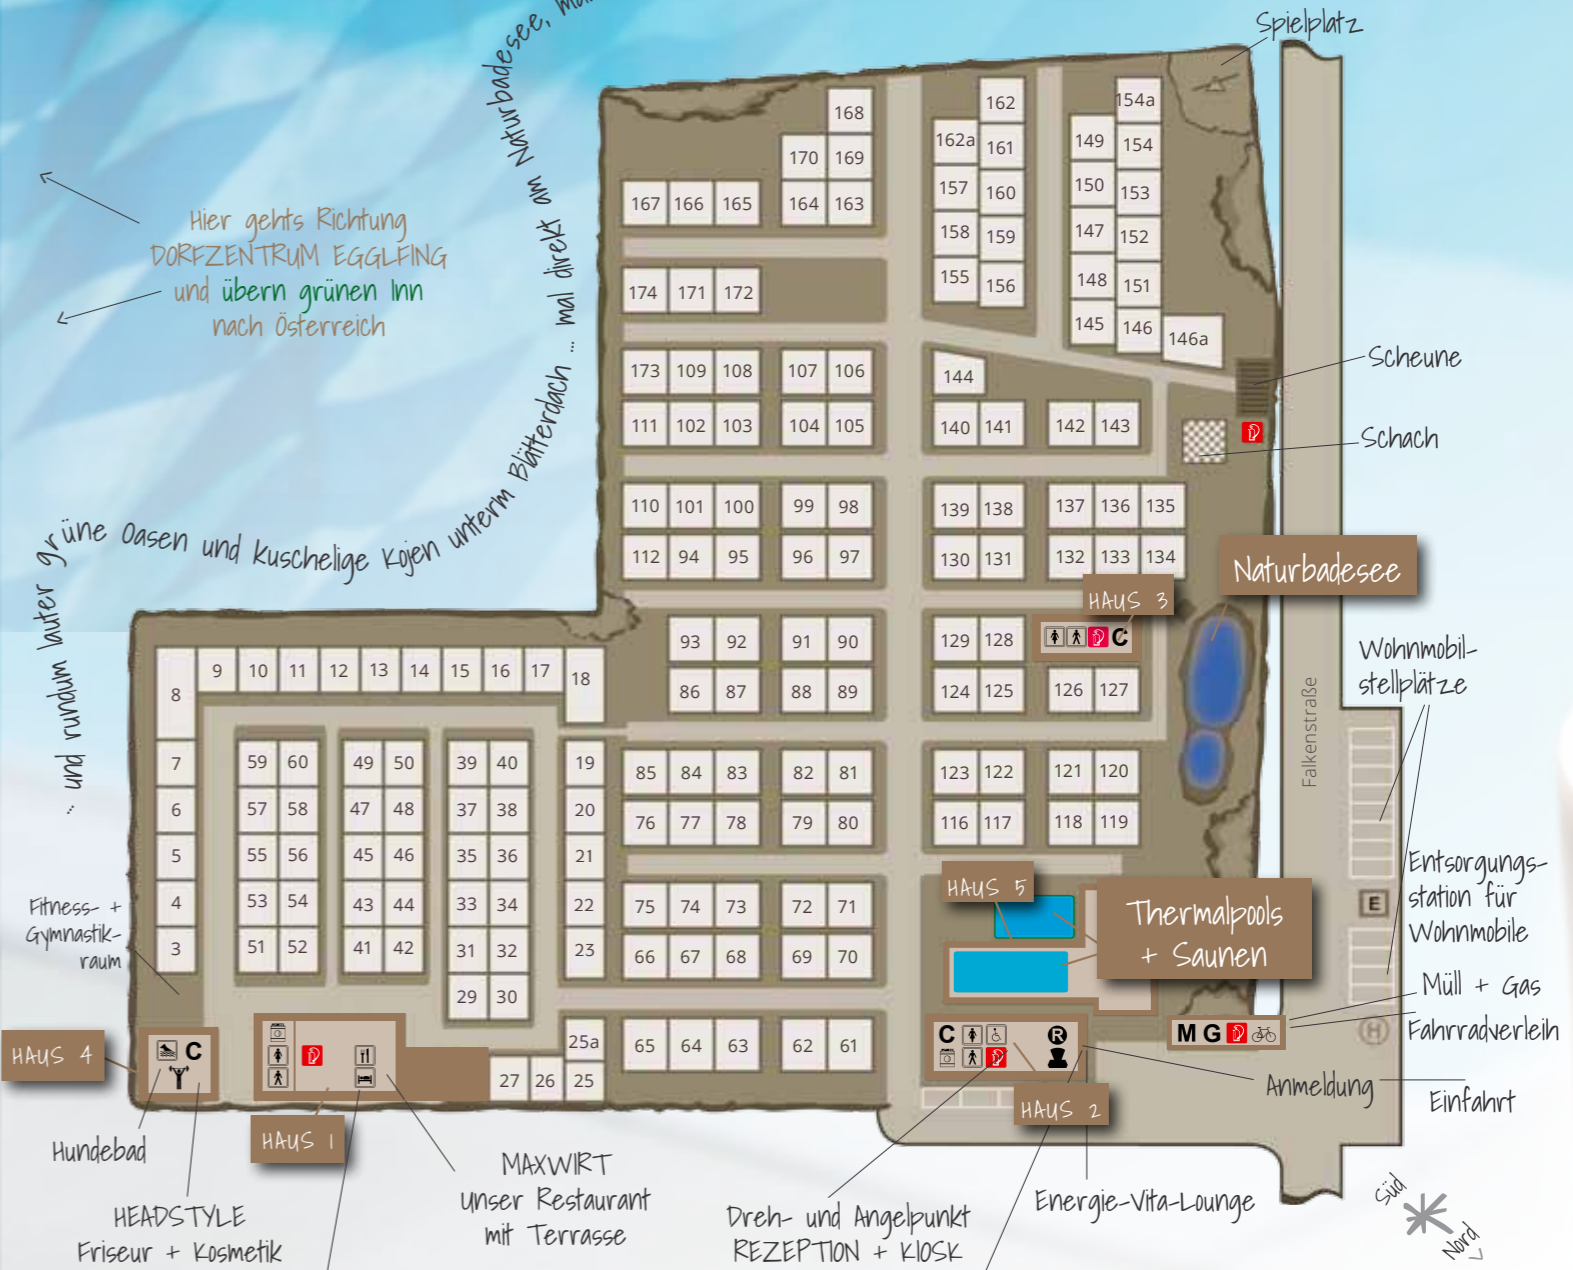 Naturbadesee, mal
... und rundum lauter grüne Oasen und kuschelige Kojen unterm Blätterdach ... mal direkt am
Spielplatz
Hier gehts Richtung
DORFZENTRUM EGGLFING
und übern grünen Inn
nach Österreich
168
170 169
167 166 165 164 163
174 171 172
173 109 108 107 106
111 102 103 104 105
110 101 100 99 98
112 94 95 96 97
93 92 91 90
86 87 88 89
85 84 83 82 81
76 77 78 79 80
75 74 73 72 71
66 67 68 69 70
65 64 63 62 61
162
162a 161
157 160
158 159
155 156
154a
149 154
150 153
147 152
148 151
145 146 146a
144
140 141 142 143
139 138 137 136 135
130 131 132 133 134
129 128
124 125 126 127
123 122 121 120
116 117 118 119
Scheune
Schach
Naturbadesee
HAUS 3
C
Wohnmobil-
stellplätze
Falkenstraße
8 9 10 11 12 13 14 15 16 17 18
7 59 60 49 50 39 40 19
6 57 58 47 48 37 38 20
5 55 56 45 46 35 36 21
4 53 54 43 44 33 34 22
3 51 52 41 42 31 32 23
29 30
25a
27 26 25
Fitness- +
Gymnastik-
raum
HAUS 5
Thermalpools
+ Saunen
E
Entsorgungs-
station für
Wohnmobile
Müll + Gas
Fahrradverleih
H
M G
C R
HAUS 4
C
HAUS 1
HAUS 2
Anmeldung
Einfahrt
Hundebad
HEADSTYLE
Friseur + Kosmetik
MAXWIRT
Unser Restaurant
mit Terrasse
Dreh- und Angelpunkt
REZEPTION + KIOSK
Energie-Vita-Lounge
Süd
Nord